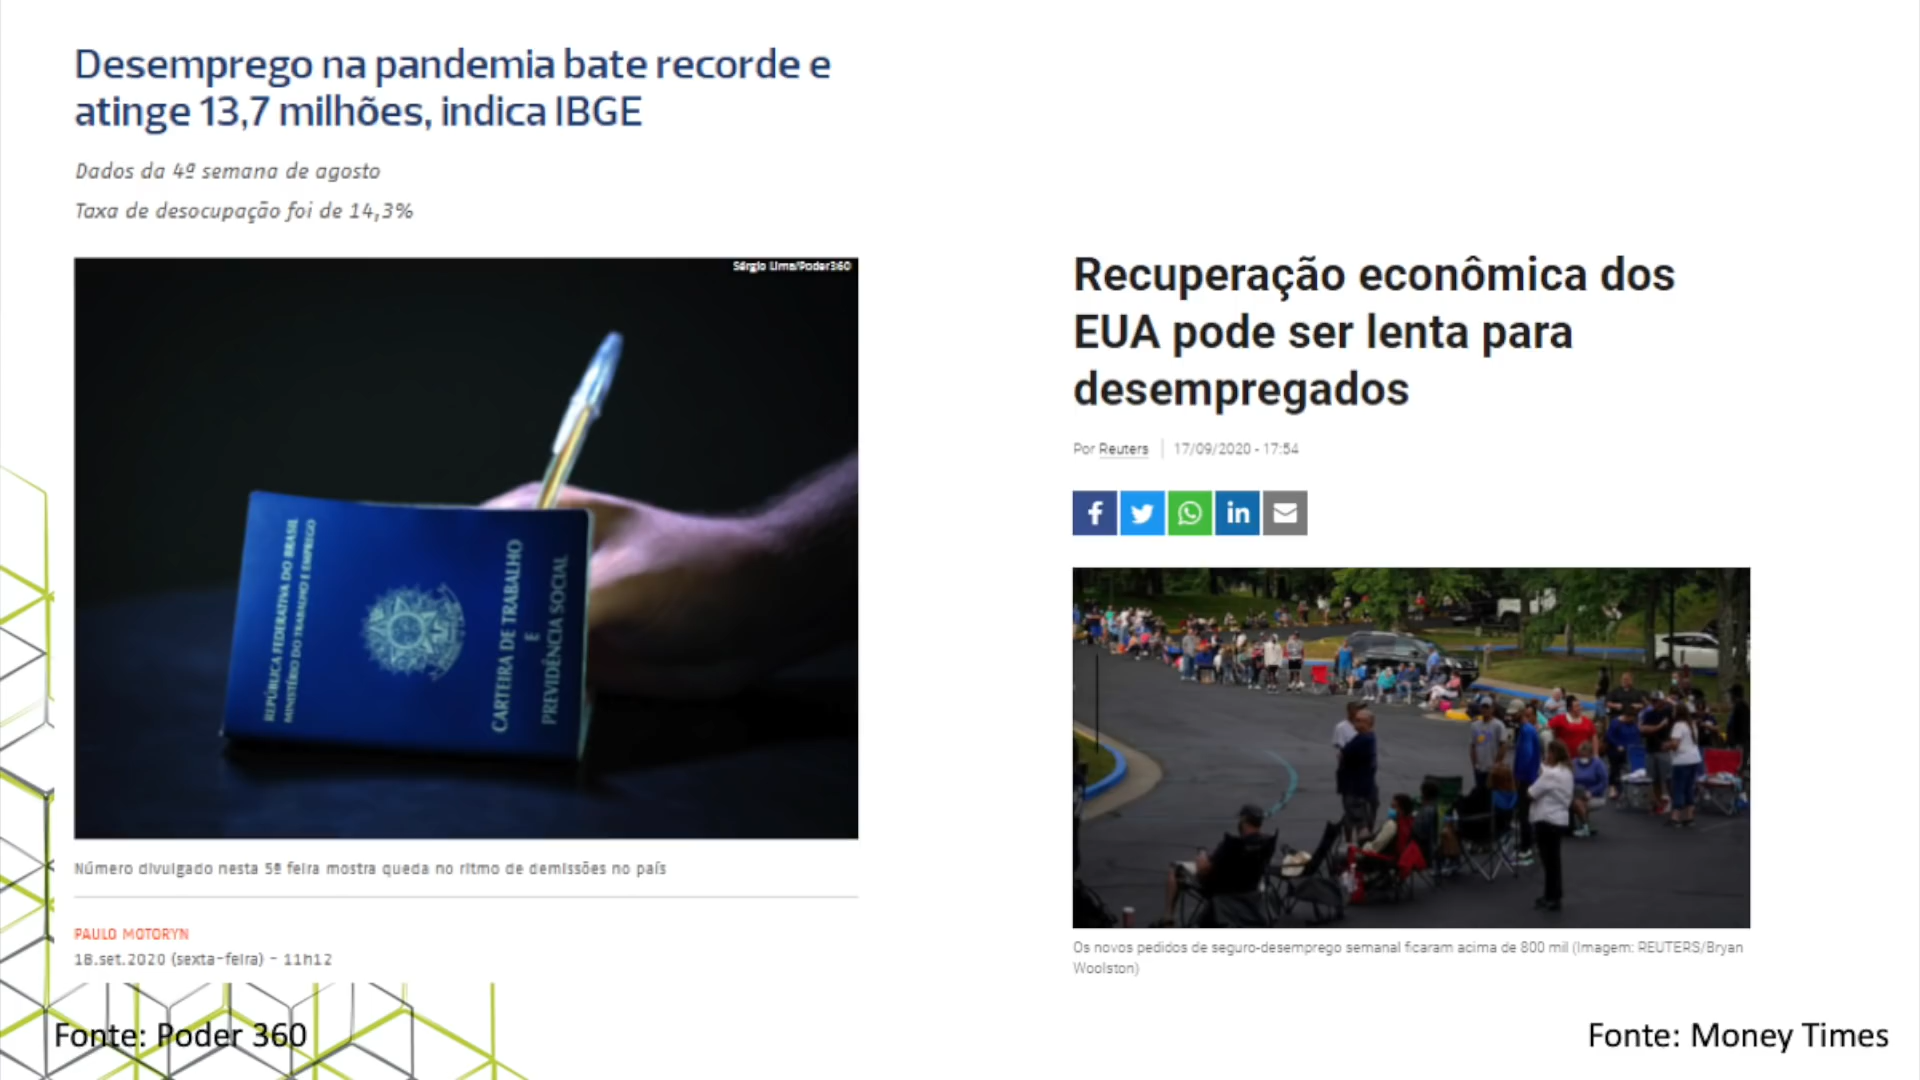 Desemprego na pandemia bate recorde e
atinge 13,7 milhões, indica IBGE
Dados da 4ª semana de agosto
Taxa de desocupação foi de 14,3%
Sérgio Lima/Poder360
REPÚBLICA FEDERATIVA DO BRASIL
MINISTÉRIO DO TRABALHO E EMPREGO
CARTEIRA DE TRABALHO
E
PREVIDÊNCIA SOCIAL
Número divulgado nesta 5ª feira mostra queda no ritmo de demissões no país
PAULO MOTORYN
18.set.2020 (sexta-feira) - 11h12
Fonte: Poder 360
Recuperação econômica dos
EUA pode ser lenta para
desempregados
Por Reuters | 17/09/2020 - 17:54
Os novos pedidos de seguro-desemprego semanal ficaram acima de 800 mil (Imagem: REUTERS/Bryan
Woolston)
Fonte: Money Times